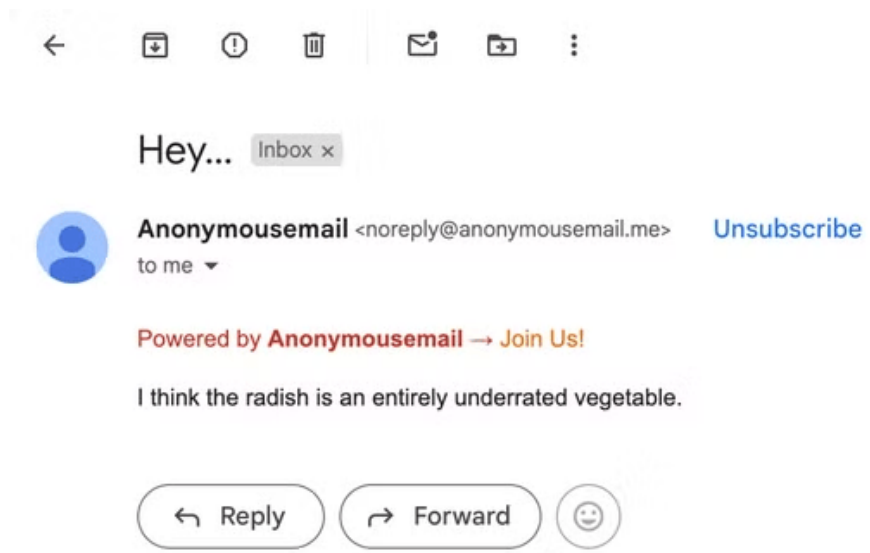 Hey... Inbox ×
Anonymousemail <noreply@anonymousemail.me> Unsubscribe
to me
Powered by Anonymousemail → Join Us!
I think the radish is an entirely underrated vegetable.
Reply Forward